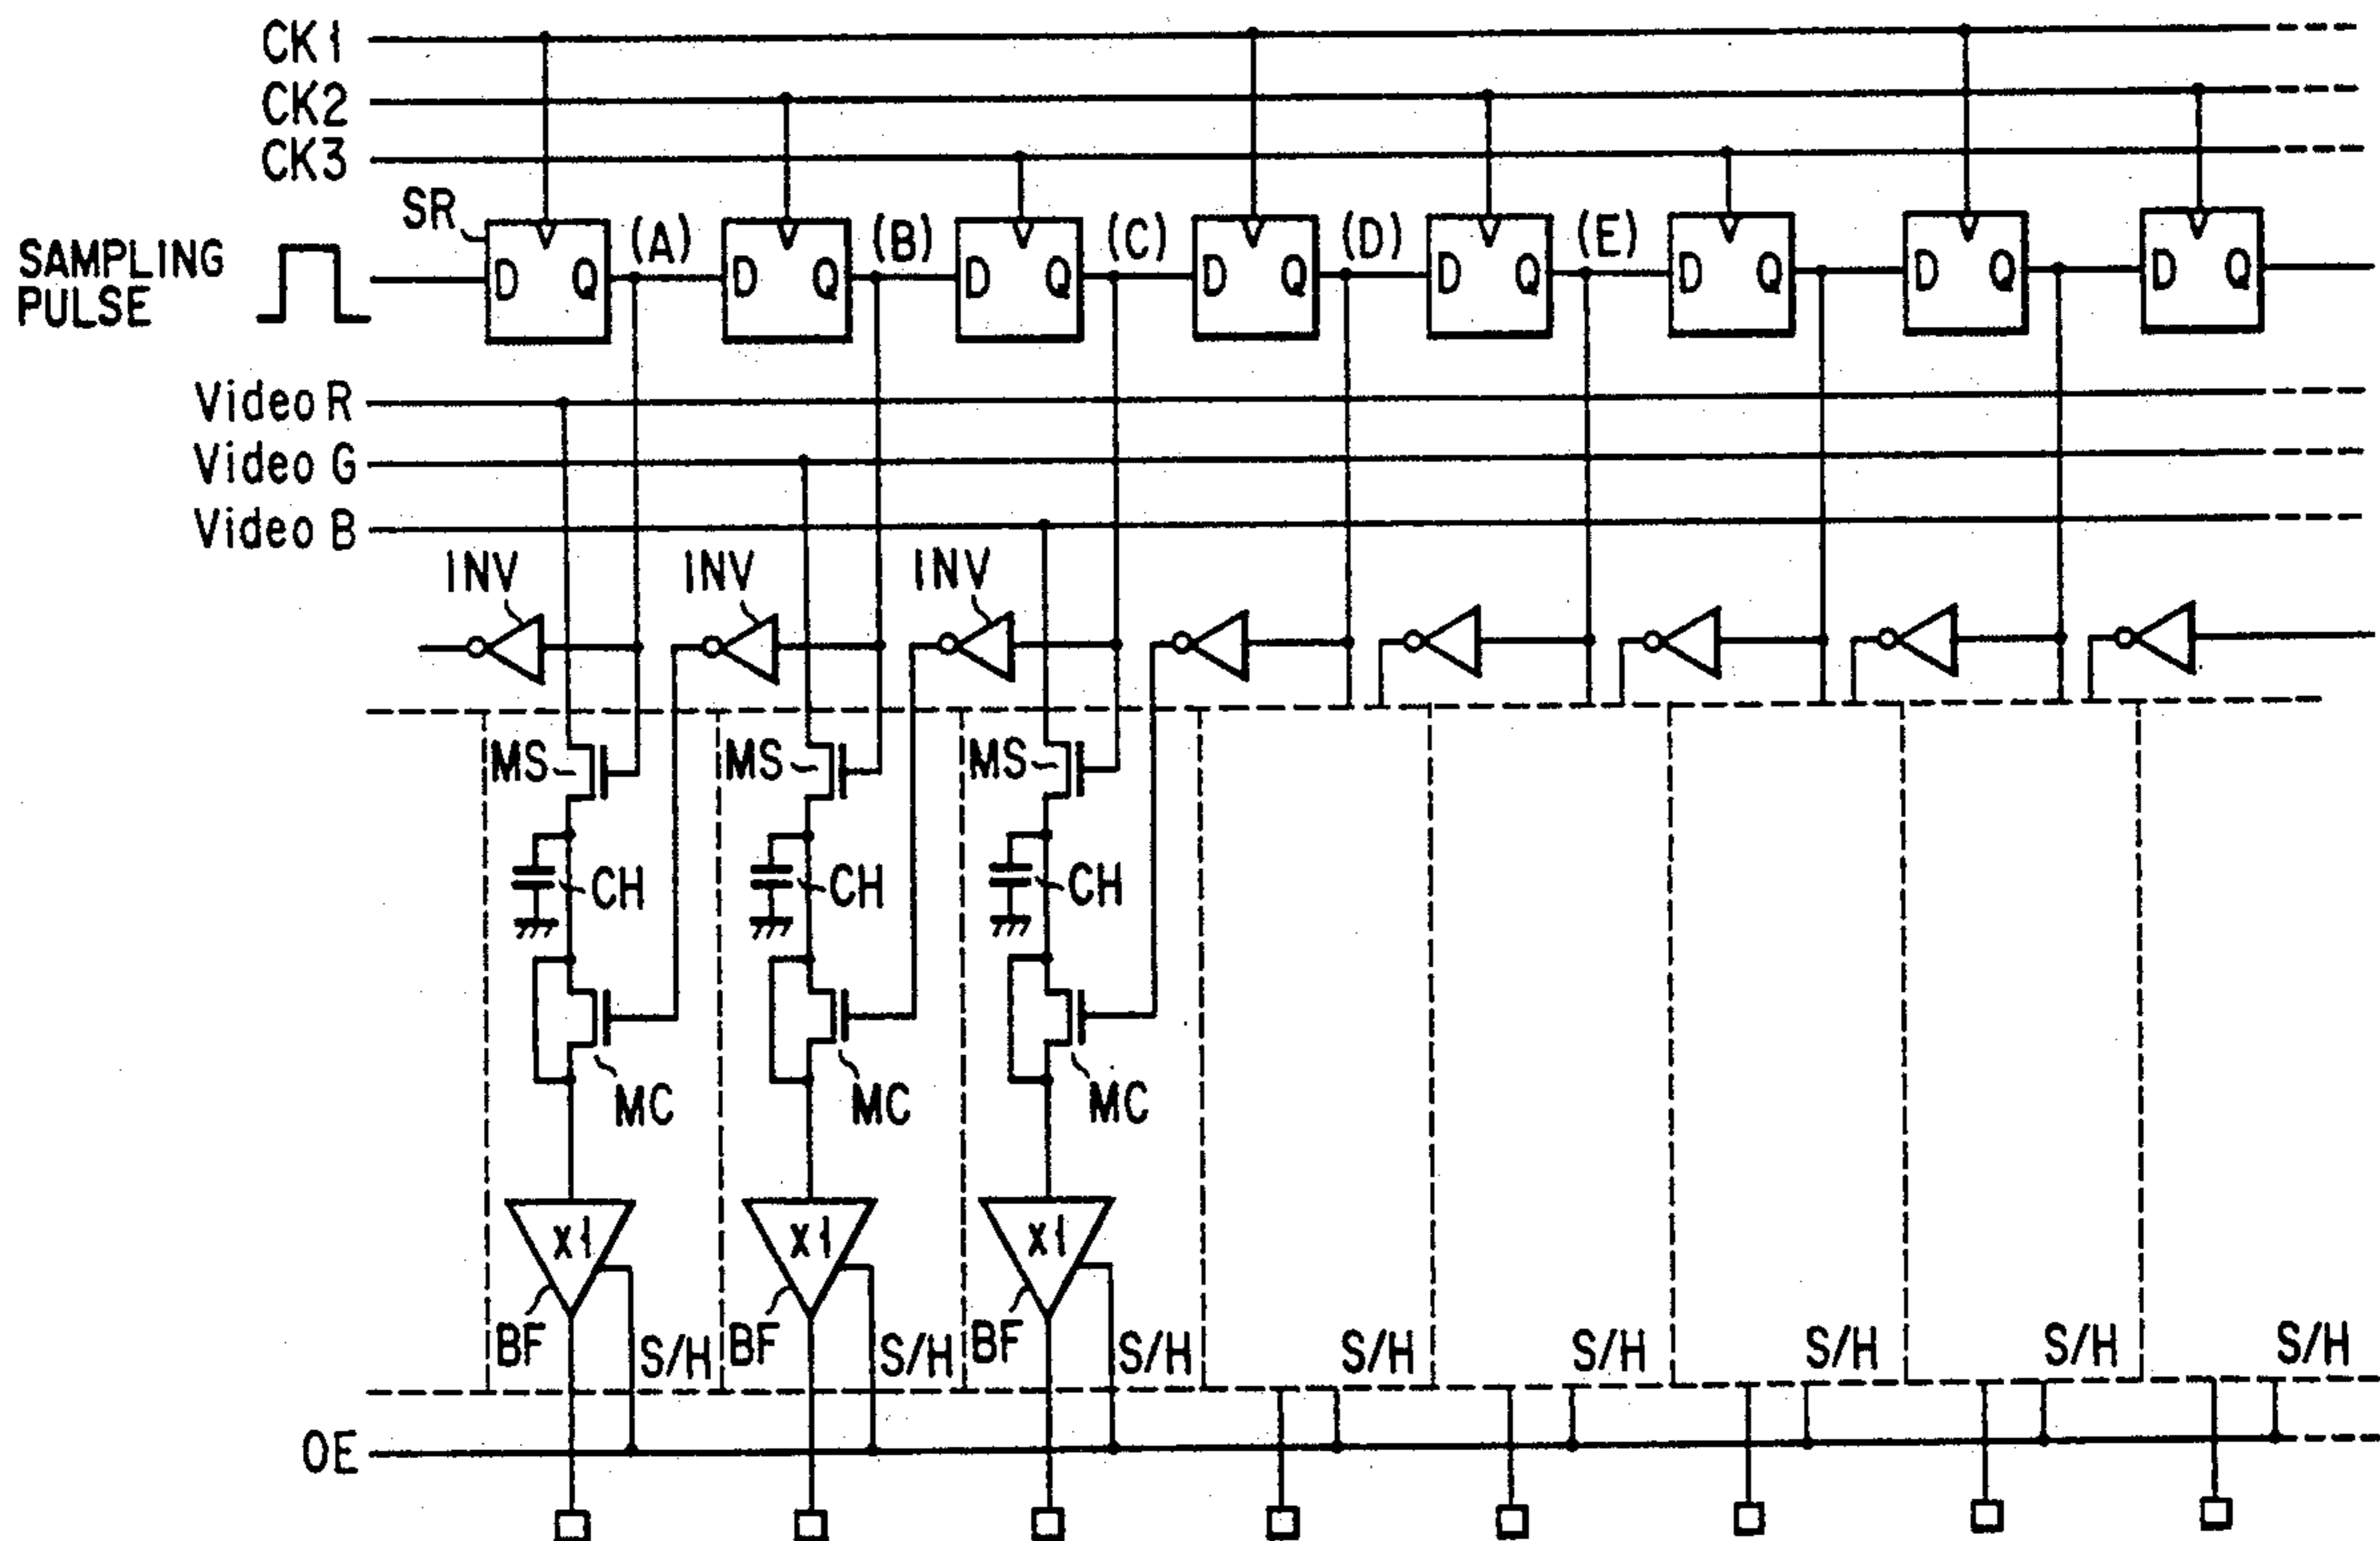 CK1
CK2
CK3
SR
(A) (B) (C) (D) (E)
SAMPLING
PULSE
D Q D Q D Q D Q D Q D Q D Q D Q
Video R
Video G
Video B
INV INV INV
MS MS MS
CH CH CH
MC MC MC
x1 x1 x1
BF S/H BF S/H BF S/H S/H S/H S/H S/H S/H
OE